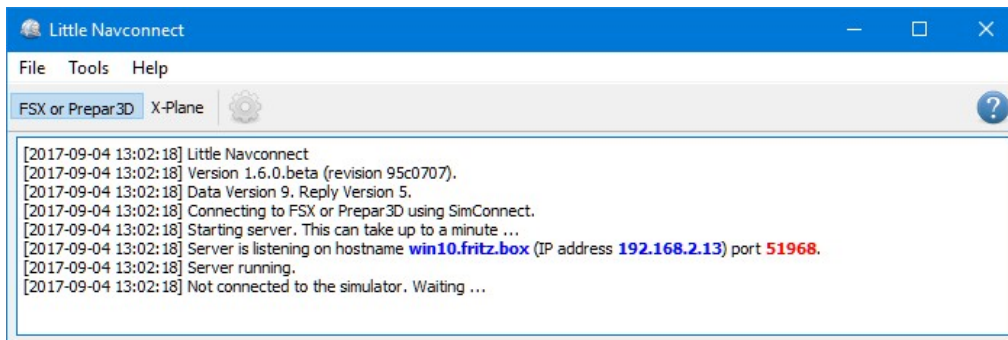 Little Navconnect
File Tools Help
FSX or Prepar3D X-Plane ?
[2017-09-04 13:02:18] Little Navconnect
[2017-09-04 13:02:18] Version 1.6.0.beta (revision 95c0707).
[2017-09-04 13:02:18] Data Version 9. Reply Version 5.
[2017-09-04 13:02:18] Connecting to FSX or Prepar3D using SimConnect.
[2017-09-04 13:02:18] Starting server. This can take up to a minute ...
[2017-09-04 13:02:18] Server is listening on hostname win10.fritz.box (IP address 192.168.2.13) port 51968.
[2017-09-04 13:02:18] Server running.
[2017-09-04 13:02:18] Not connected to the simulator. Waiting ...